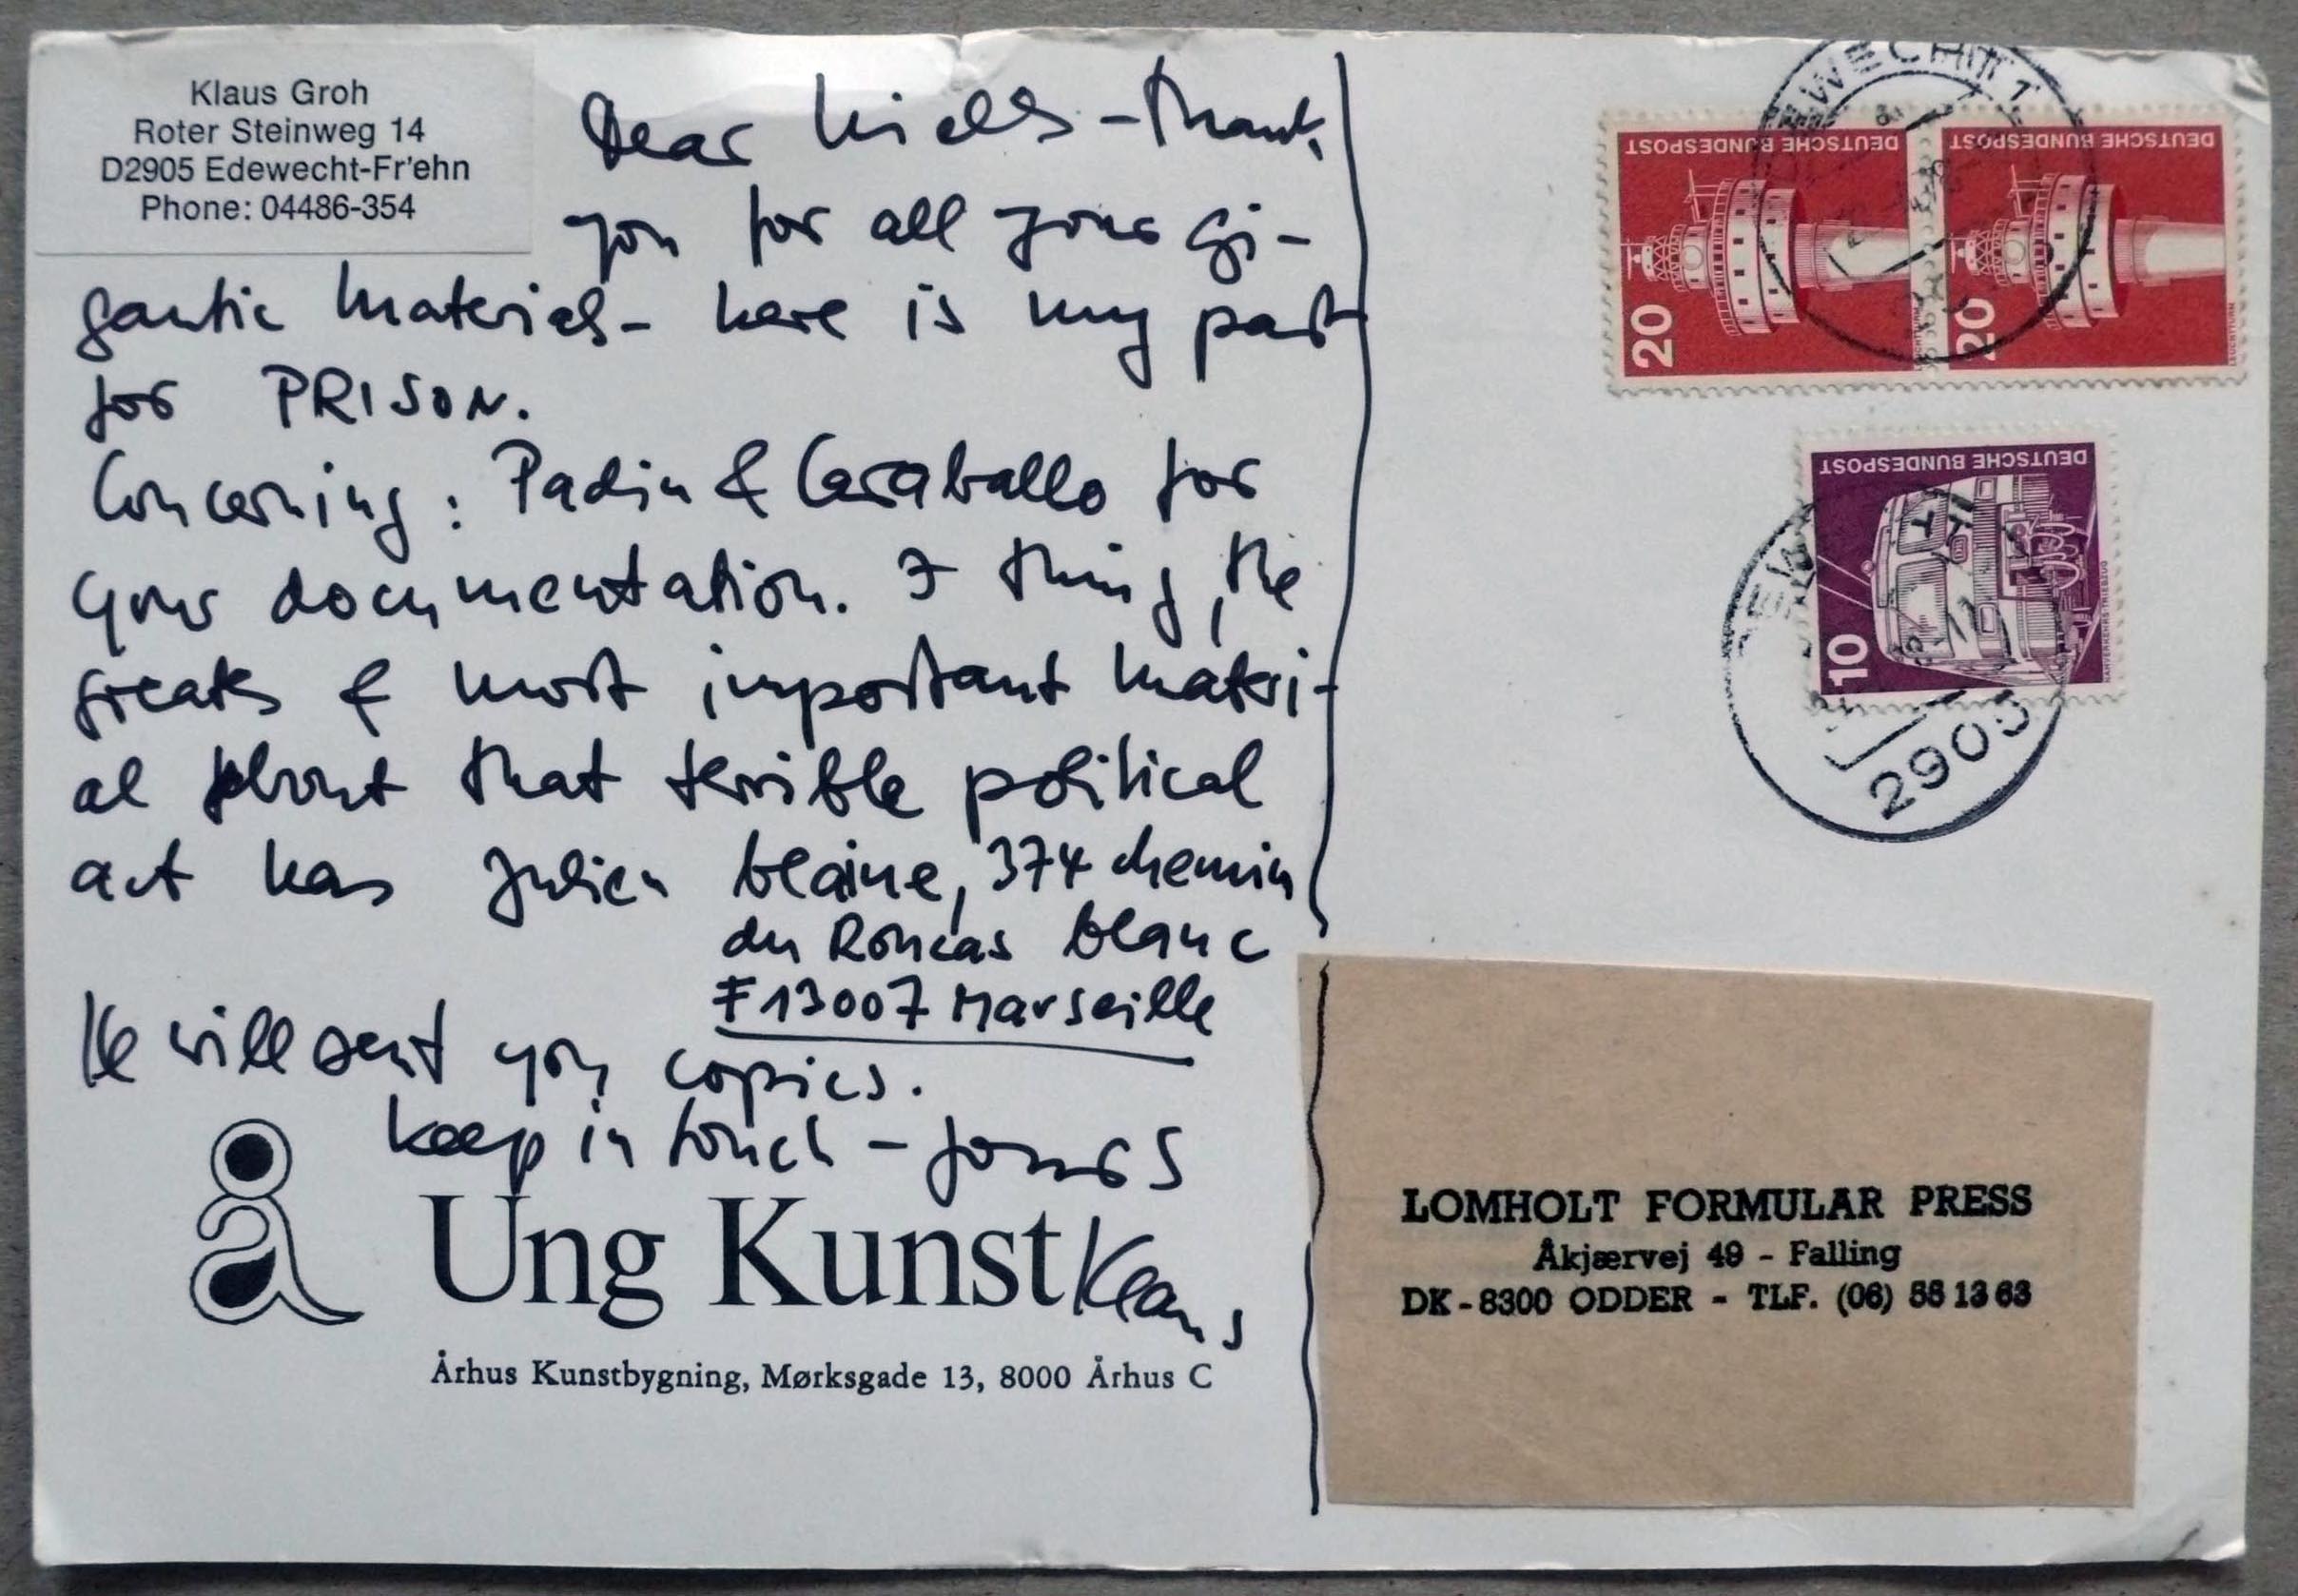 Klaus Groh
Roter Steinweg 14
D2905 Edewecht-Fr'ehn
Phone: 04486-354
Dear Niels - thank
you for all your gi-
gantic material - here is my part
for PRISON.
Concerning: Padin & Caraballo for
your documentation. I thing, the
greats & most important materi-
al about that terrible political
act has Julien blaine, 374 chemin
du Roucas blanc
F 13007 Marseille
He will sent you copies.
keep in touch - yours
Klaus
å Ung Kunst
Århus Kunstbygning, Mørksgade 13, 8000 Århus C
DEUTSCHE BUNDESPOST
20
DEUTSCHE BUNDESPOST
20
DEUTSCHE BUNDESPOST
10
2905
LOMHOLT FORMULAR PRESS
Åkjærvej 49 - Falling
DK-8300 ODDER - TLF. (06) 55 13 63